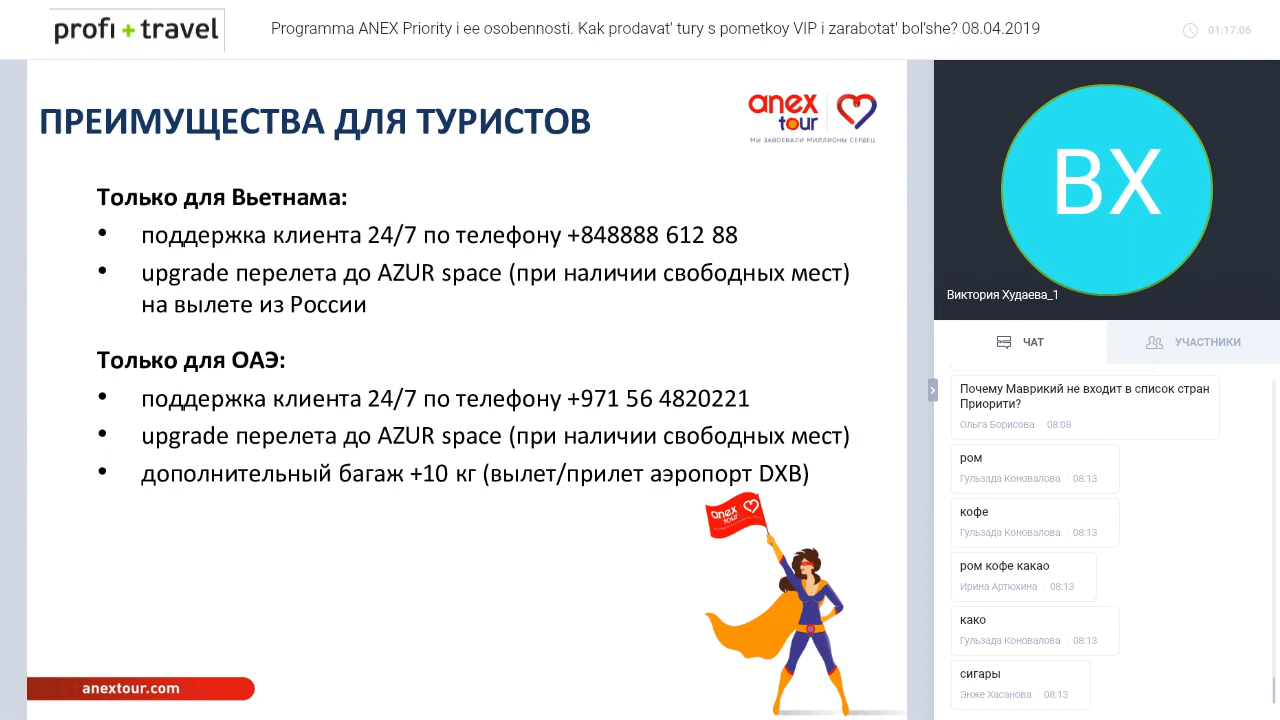 profi+travel
Programma ANEX Priority i ee osobennosti. Kak prodavat' tury s pometkoy VIP i zarabotat' bol'she? 08.04.2019
01:17:06
ПРЕИМУЩЕСТВА ДЛЯ ТУРИСТОВ
anex
tour
МЫ ЗАВОЕВАЛИ МИЛЛИОНЫ СЕРДЕЦ
Только для Вьетнама:
• поддержка клиента 24/7 по телефону +848888 612 88
• upgrade перелета до AZUR space (при наличии свободных мест)
на вылете из России
Только для ОАЭ:
• поддержка клиента 24/7 по телефону +971 56 4820221
• upgrade перелета до AZUR space (при наличии свободных мест)
• дополнительный багаж +10 кг (вылет/прилет аэропорт DXB)
anex
tour
anextour.com
ВХ
Виктория Худаева_1
ЧАТ
УЧАСТНИКИ
Почему Маврикий не входит в список стран
Приорити?
Ольга Борисова · 08:08
ром
Гульзада Коновалова · 08:13
кофе
Гульзада Коновалова · 08:13
ром кофе какао
Ирина Артюхина · 08:13
како
Гульзада Коновалова · 08:13
сигары
Энже Хасанова · 08:13